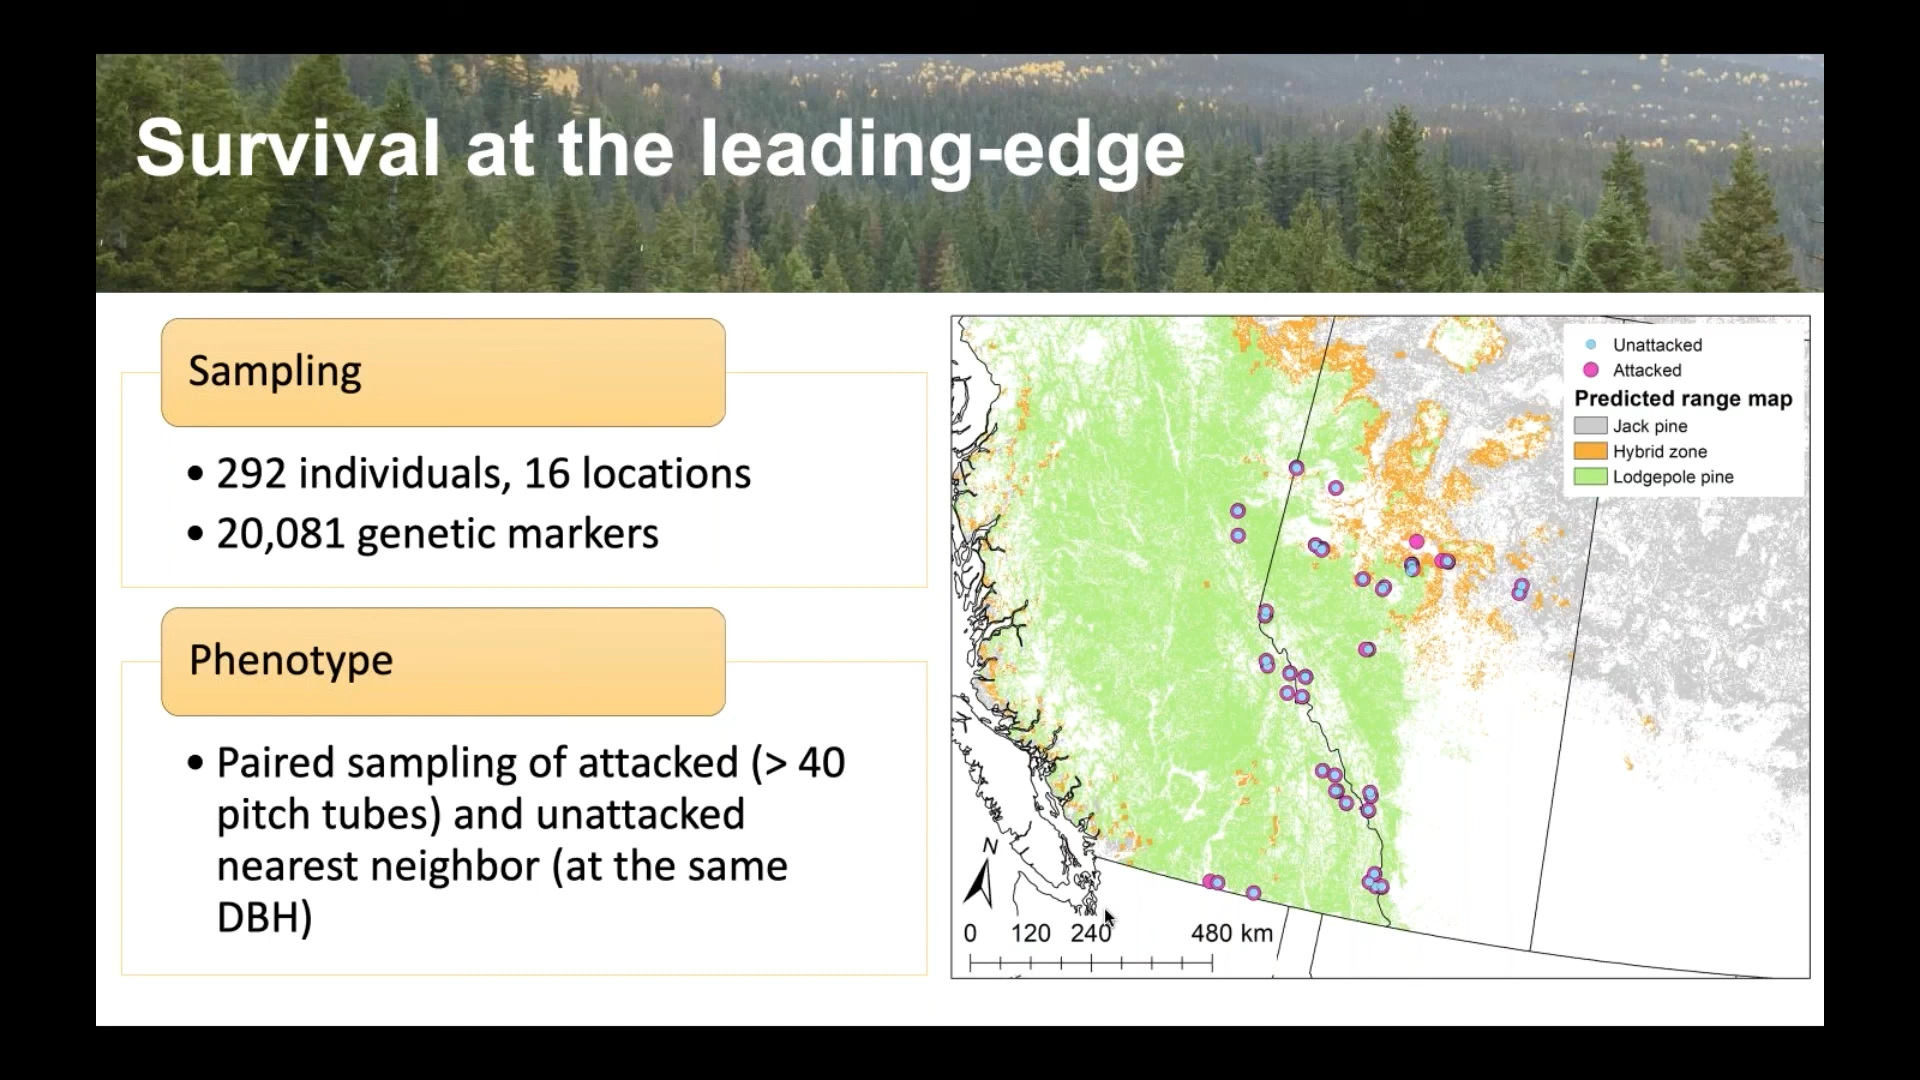 Survival at the leading-edge
Sampling
• 292 individuals, 16 locations
• 20,081 genetic markers
Phenotype
• Paired sampling of attacked (> 40
pitch tubes) and unattacked
nearest neighbor (at the same
DBH)
Unattacked
Attacked
Predicted range map
Jack pine
Hybrid zone
Lodgepole pine
N
0 120 240 480 km